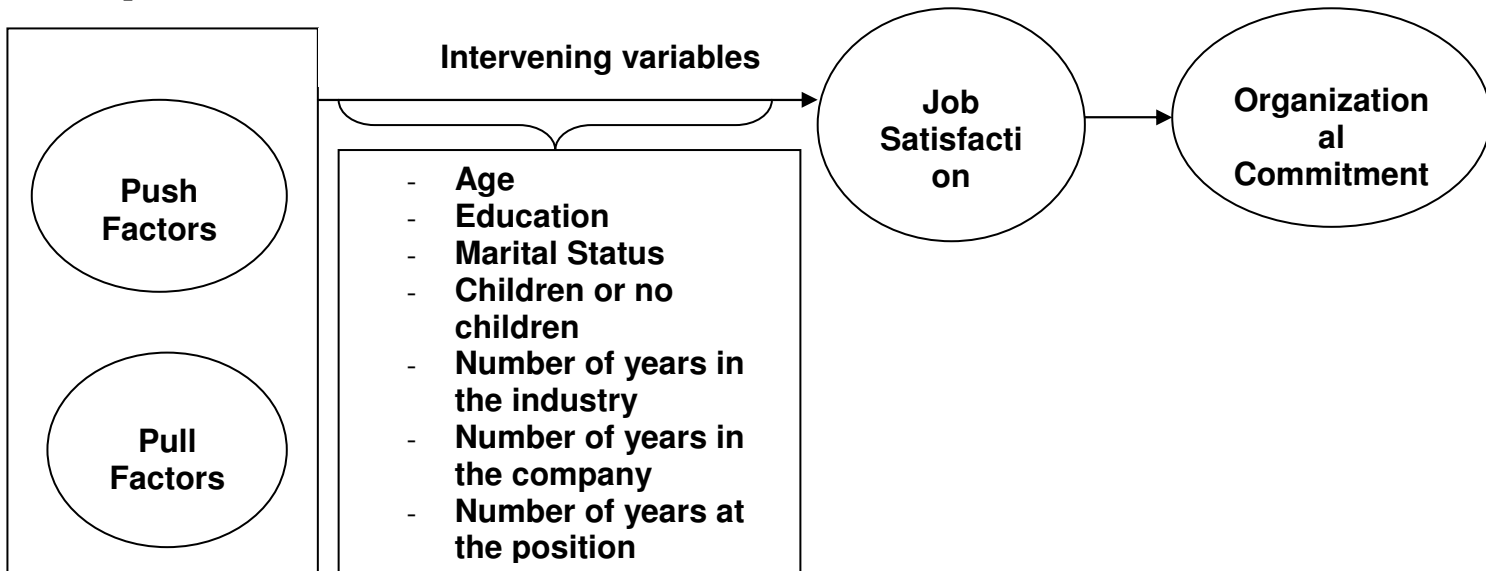 Intervening variables
Push
Factors
Pull
Factors
- Age
- Education
- Marital Status
- Children or no
children
- Number of years in
the industry
- Number of years in
the company
- Number of years at
the position
Job
Satisfacti
on
Organization
al
Commitment